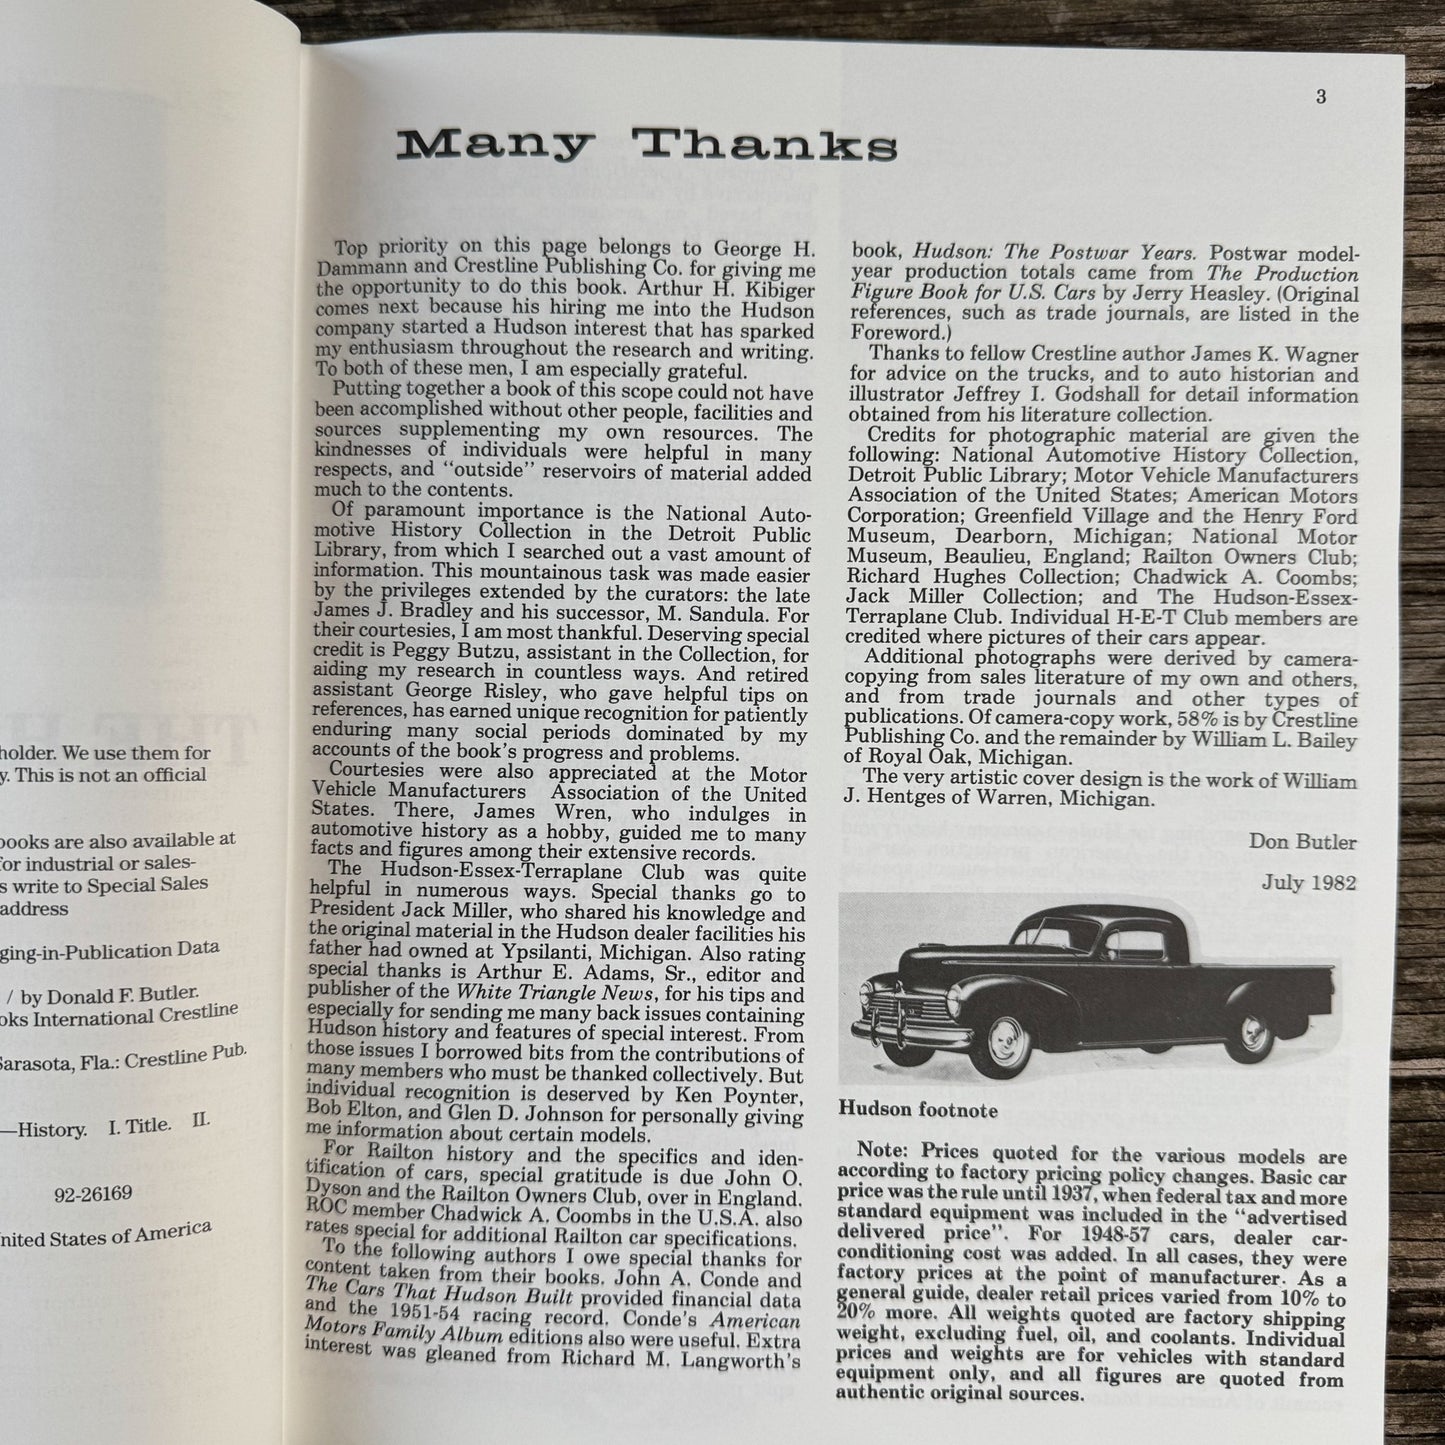 holder. We use them for
y. This is not an official
books are also available at
for industrial or sales-
s write to Special Sales
address
ging-in-Publication Data
/ by Donald F. Butler.
oks International Crestline
Sarasota, Fla.: Crestline Pub.
—History. I. Title. II.
92-26169
United States of America
3
Many Thanks
Top priority on this page belongs to George H.
Dammann and Crestline Publishing Co. for giving me
the opportunity to do this book. Arthur H. Kibiger
comes next because his hiring me into the Hudson
company started a Hudson interest that has sparked
my enthusiasm throughout the research and writing.
To both of these men, I am especially grateful.
Putting together a book of this scope could not have
been accomplished without other people, facilities and
sources supplementing my own resources. The
kindnesses of individuals were helpful in many
respects, and "outside" reservoirs of material added
much to the contents.
Of paramount importance is the National Auto-
motive History Collection in the Detroit Public
Library, from which I searched out a vast amount of
information. This mountainous task was made easier
by the privileges extended by the curators: the late
James J. Bradley and his successor, M. Sandula. For
their courtesies, I am most thankful. Deserving special
credit is Peggy Butzu, assistant in the Collection, for
aiding my research in countless ways. And retired
assistant George Risley, who gave helpful tips on
references, has earned unique recognition for patiently
enduring many social periods dominated by my
accounts of the book's progress and problems.
Courtesies were also appreciated at the Motor
Vehicle Manufacturers Association of the United
States. There, James Wren, who indulges in
automotive history as a hobby, guided me to many
facts and figures among their extensive records.
The Hudson-Essex-Terraplane Club was quite
helpful in numerous ways. Special thanks go to
President Jack Miller, who shared his knowledge and
the original material in the Hudson dealer facilities his
father had owned at Ypsilanti, Michigan. Also rating
special thanks is Arthur E. Adams, Sr., editor and
publisher of the White Triangle News, for his tips and
especially for sending me many back issues containing
Hudson history and features of special interest. From
those issues I borrowed bits from the contributions of
many members who must be thanked collectively. But
individual recognition is deserved by Ken Poynter,
Bob Elton, and Glen D. Johnson for personally giving
me information about certain models.
For Railton history and the specifics and iden-
tification of cars, special gratitude is due John O.
Dyson and the Railton Owners Club, over in England.
ROC member Chadwick A. Coombs in the U.S.A. also
rates special for additional Railton car specifications.
To the following authors I owe special thanks for
content taken from their books. John A. Conde and
The Cars That Hudson Built provided financial data
and the 1951-54 racing record. Conde's American
Motors Family Album editions also were useful. Extra
interest was gleaned from Richard M. Langworth's
book, Hudson: The Postwar Years. Postwar model-
year production totals came from The Production
Figure Book for U.S. Cars by Jerry Heasley. (Original
references, such as trade journals, are listed in the
Foreword.)
Thanks to fellow Crestline author James K. Wagner
for advice on the trucks, and to auto historian and
illustrator Jeffrey I. Godshall for detail information
obtained from his literature collection.
Credits for photographic material are given the
following: National Automotive History Collection,
Detroit Public Library; Motor Vehicle Manufacturers
Association of the United States; American Motors
Corporation; Greenfield Village and the Henry Ford
Museum, Dearborn, Michigan; National Motor
Museum, Beaulieu, England; Railton Owners Club;
Richard Hughes Collection; Chadwick A. Coombs;
Jack Miller Collection; and The Hudson-Essex-
Terraplane Club. Individual H-E-T Club members are
credited where pictures of their cars appear.
Additional photographs were derived by camera-
copying from sales literature of my own and others,
and from trade journals and other types of
publications. Of camera-copy work, 58% is by Crestline
Publishing Co. and the remainder by William L. Bailey
of Royal Oak, Michigan.
The very artistic cover design is the work of William
J. Hentges of Warren, Michigan.
Don Butler
July 1982
Hudson footnote
Note: Prices quoted for the various models are
according to factory pricing policy changes. Basic car
price was the rule until 1937, when federal tax and more
standard equipment was included in the "advertised
delivered price". For 1948-57 cars, dealer car-
conditioning cost was added. In all cases, they were
factory prices at the point of manufacturer. As a
general guide, dealer retail prices varied from 10% to
20% more. All weights quoted are factory shipping
weight, excluding fuel, oil, and coolants. Individual
prices and weights are for vehicles with standard
equipment only, and all figures are quoted from
authentic original sources.